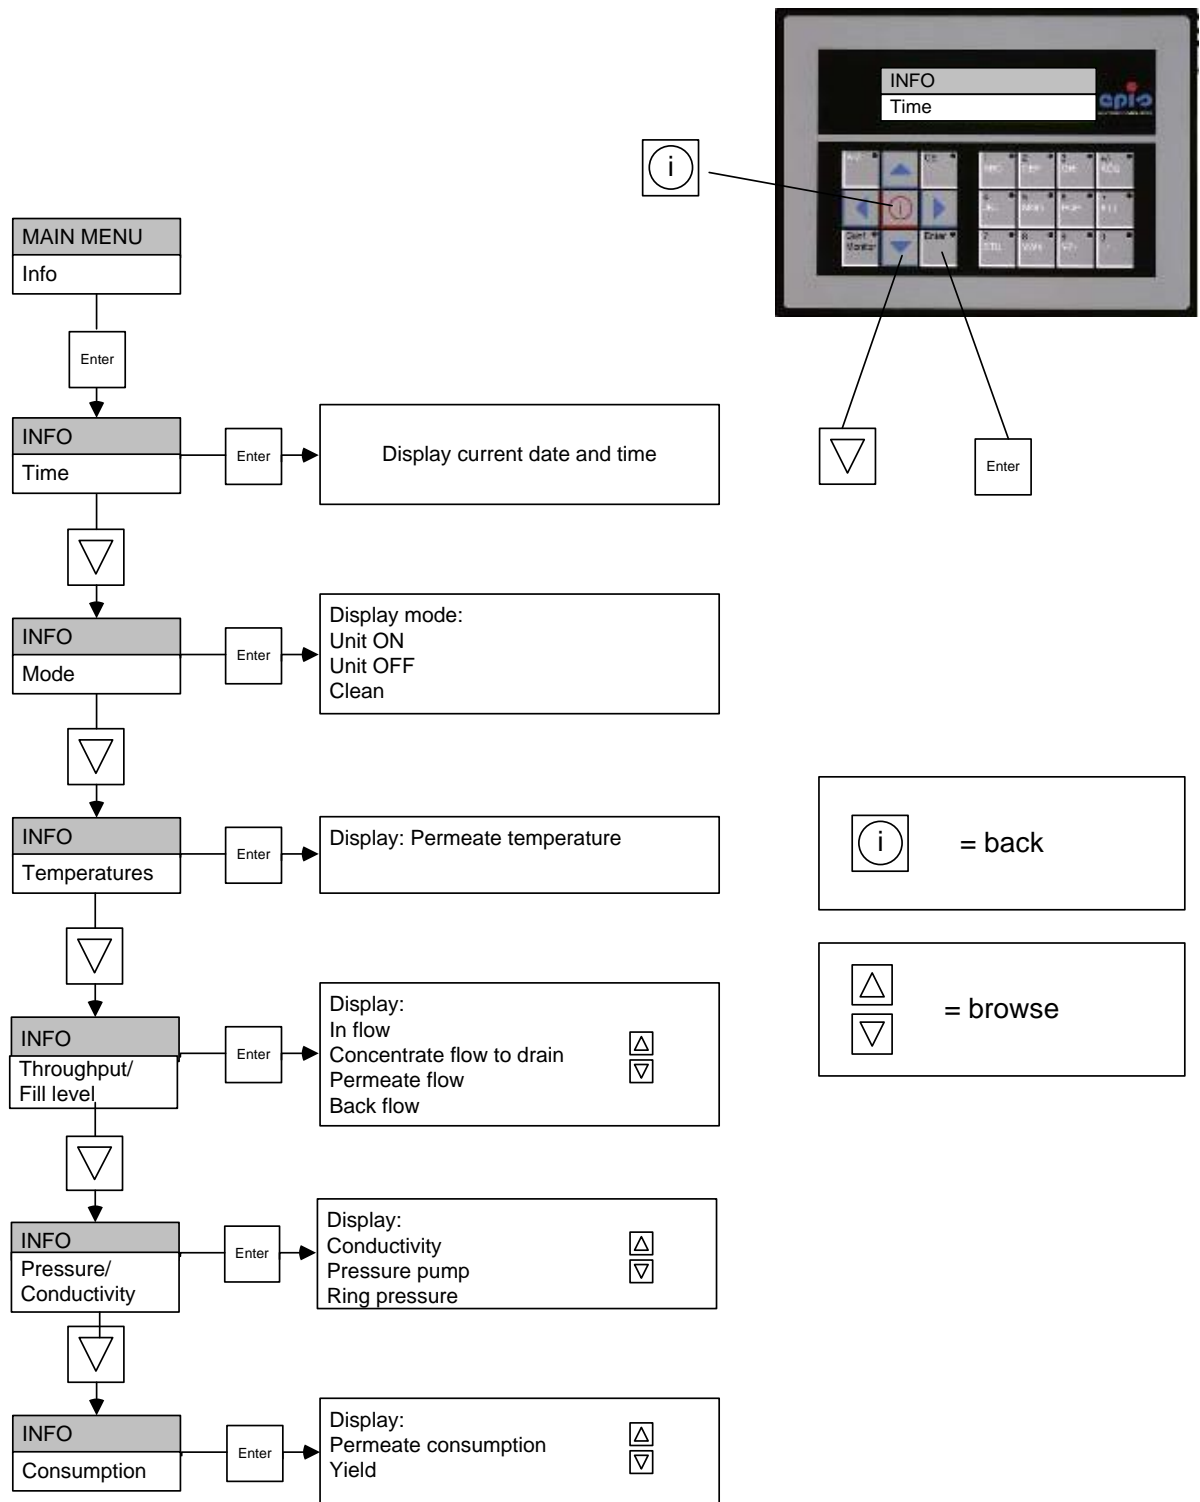 INFO
Time
i
MAIN MENU
Info
Enter
INFO
Time
Enter
Display current date and time
Enter
INFO
Mode
Enter
Display mode:
Unit ON
Unit OFF
Clean
INFO
Temperatures
Enter
Display: Permeate temperature
i
= back
INFO
Throughput/
Fill level
Enter
Display:
In flow
Concentrate flow to drain
Permeate flow
Back flow
= browse
INFO
Pressure/
Conductivity
Enter
Display:
Conductivity
Pressure pump
Ring pressure
INFO
Consumption
Enter
Display:
Permeate consumption
Yield